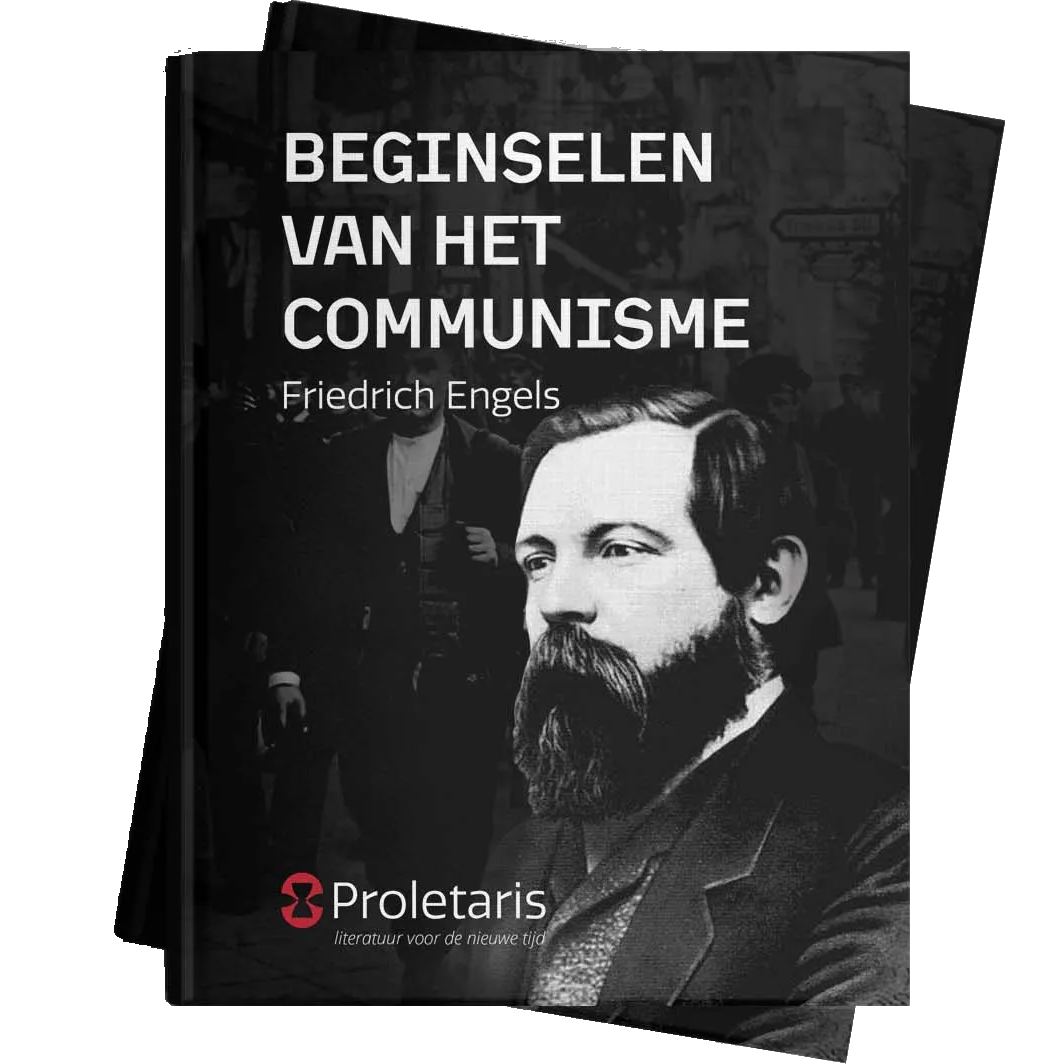 BEGINSELEN
VAN HET
COMMUNISME
Friedrich Engels
Proletaris
literatuur voor de nieuwe tijd